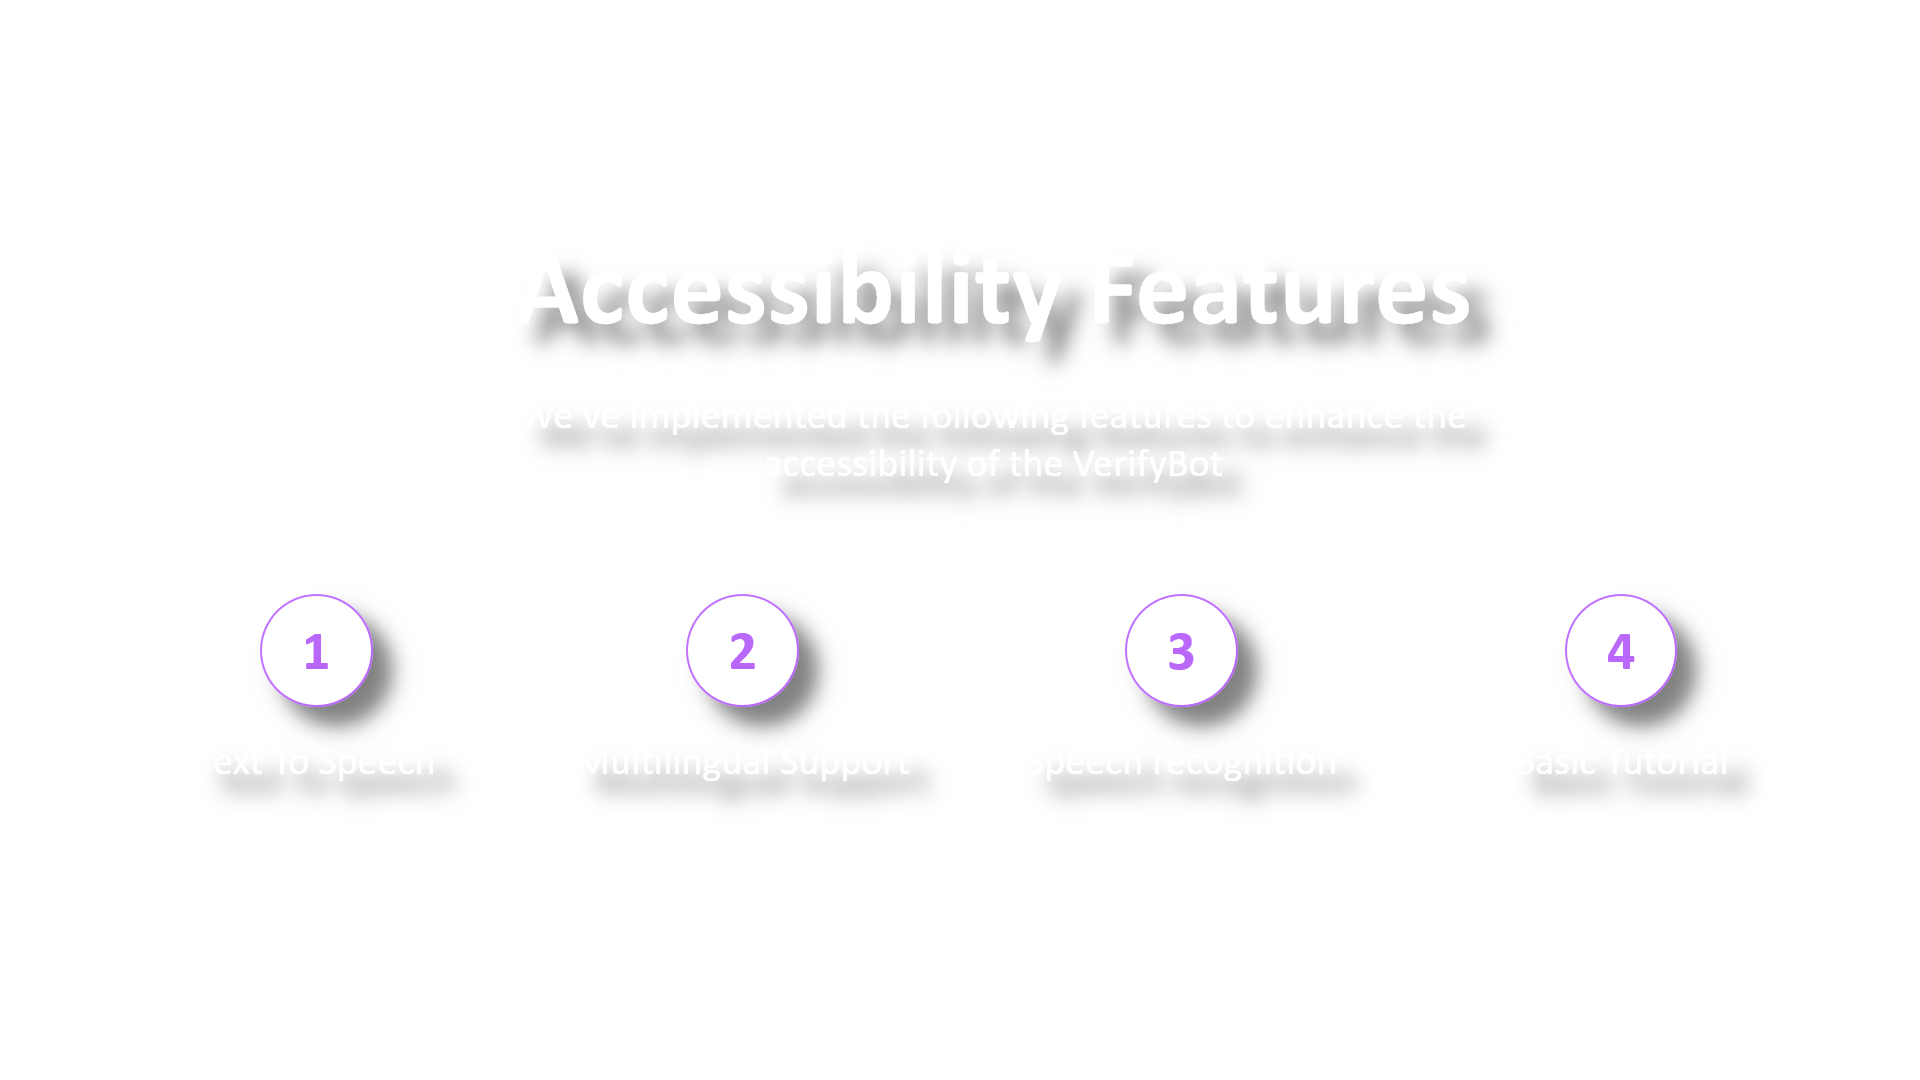 Accessibility Features
We've implemented the following features to enhance the
accessibility of the VerifyBot
1
2
3
4
Text To Speech
Multilingual Support
Speech recognition
Basic Tutorial